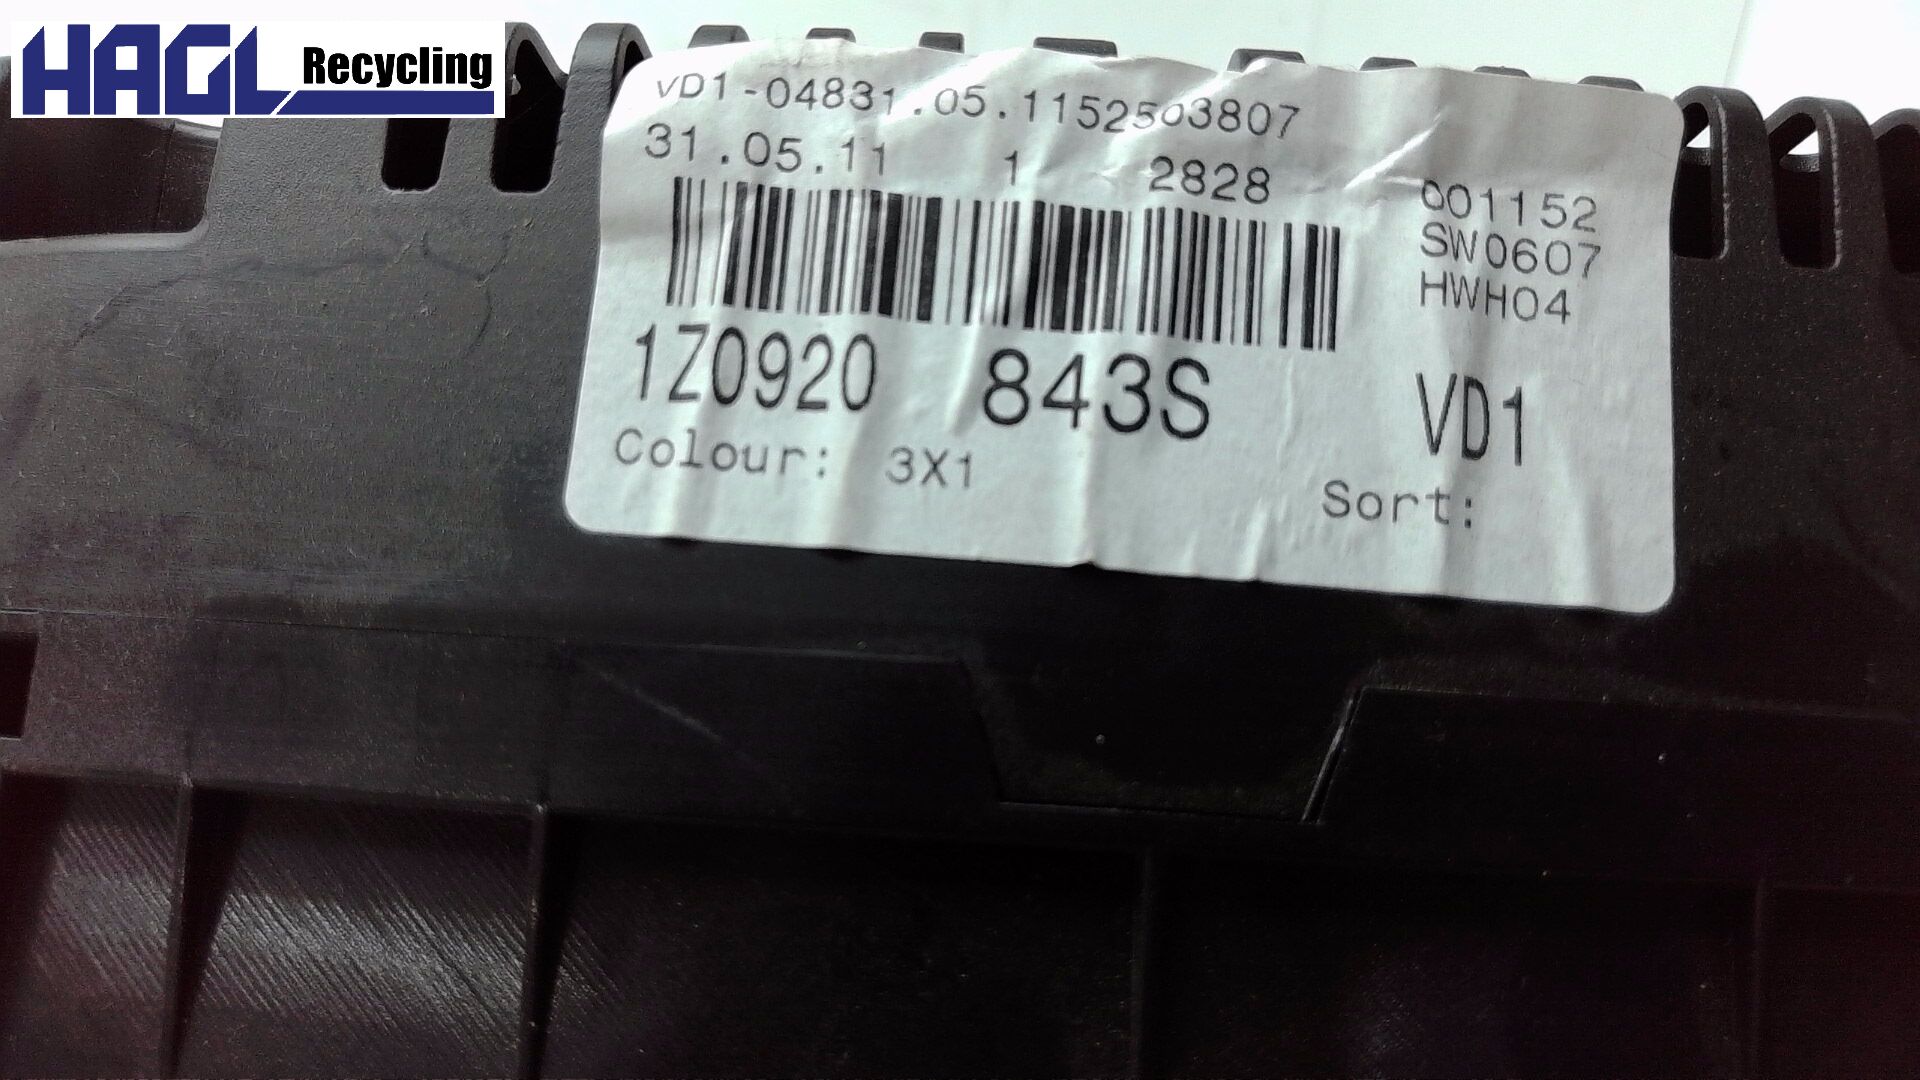 HAGL Recycling
VD1-04831.05.1152503807
31.05.11 1 2828
001152
SW0607
HWH04
1Z0920 843S VD1
Colour: 3X1
Sort: